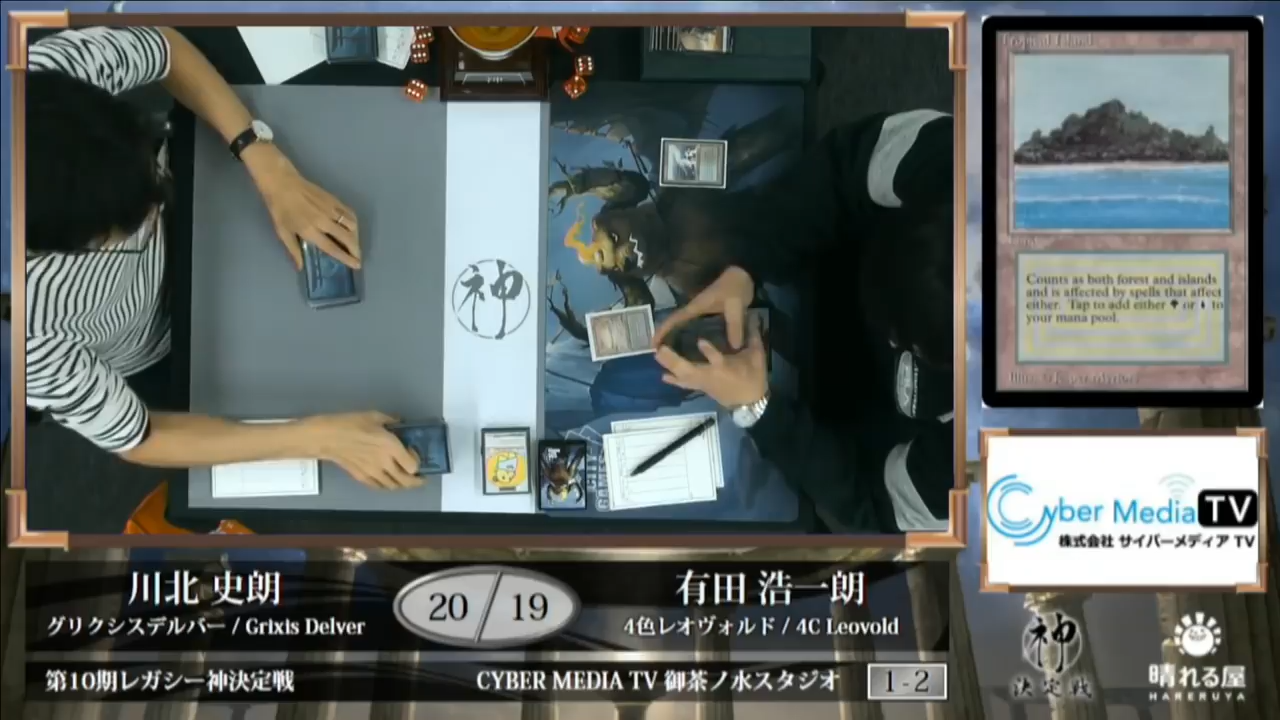 Tropical Island
Land
Counts as both forest and islands
and is affected by spells that affect
either. Tap to add either or to
your mana pool.
神
Cyber Media TV
株式会社 サイバーメディア TV
川北 史朗
グリクシスデルバー / Grixis Delver
20 / 19
有田 浩一朗
4色レオヴォルド / 4C Leovold
第10期レガシー神決定戦
CYBER MEDIA TV 御茶ノ水スタジオ
1-2
神
決定戦
晴れる屋
HARERUYA